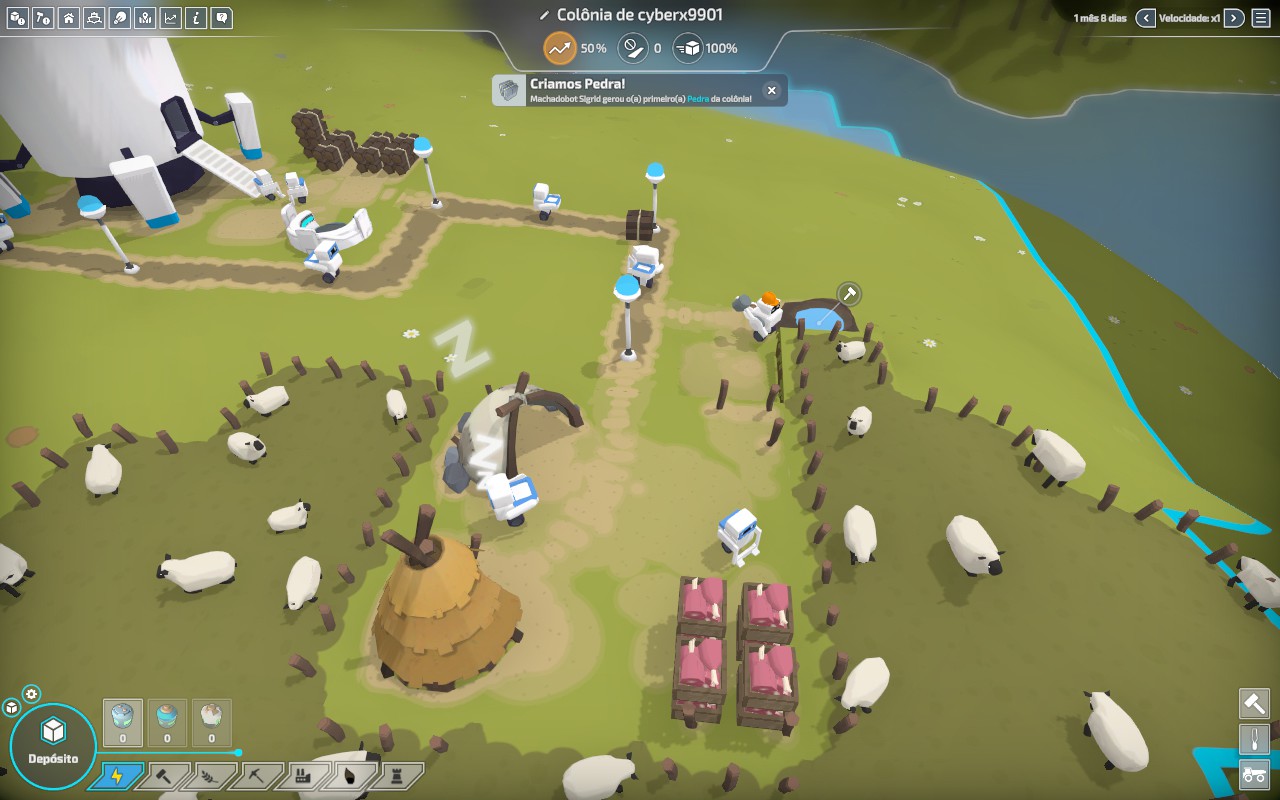 Colônia de cyberx9901
1 mês 8 dias
Velocidade: x1
50%
0
100%
Criamos Pedra!
Machadobot Sigrid gerou o(a) primeiro(a) Pedra da colônia!
Z
Z
Depósito
0
0
0